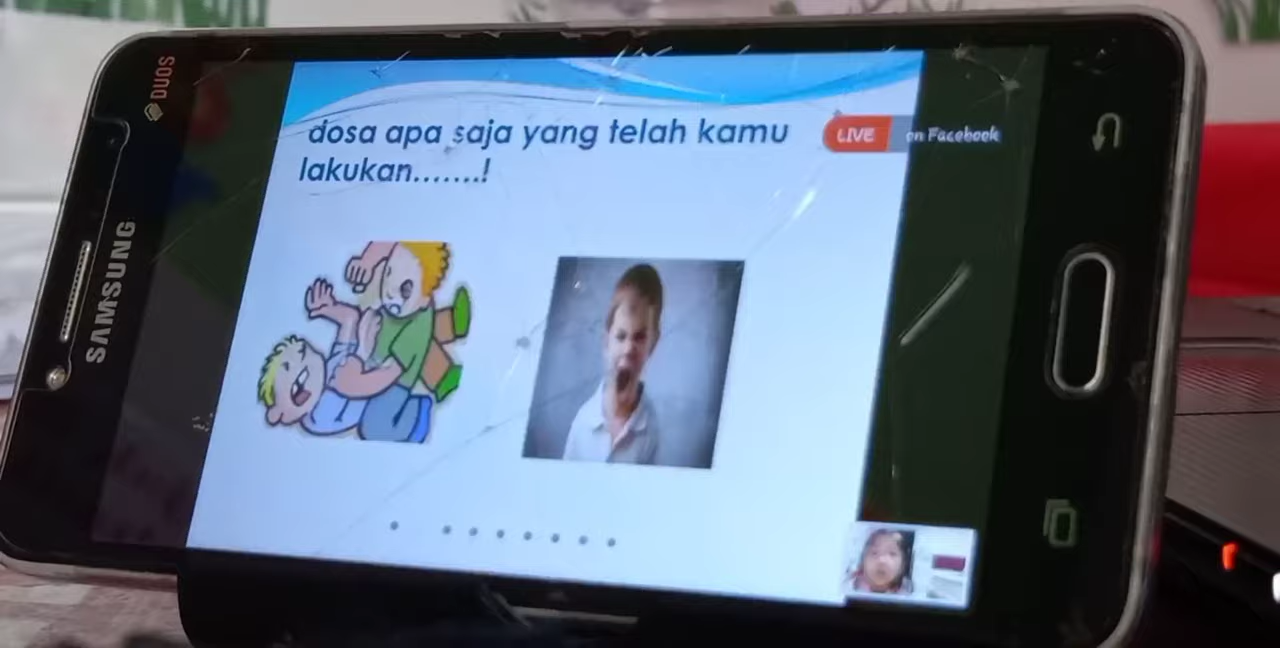 DUOS
SAMSUNG
dosa apa saja yang telah kamu
lakukan.......!
LIVE on Facebook